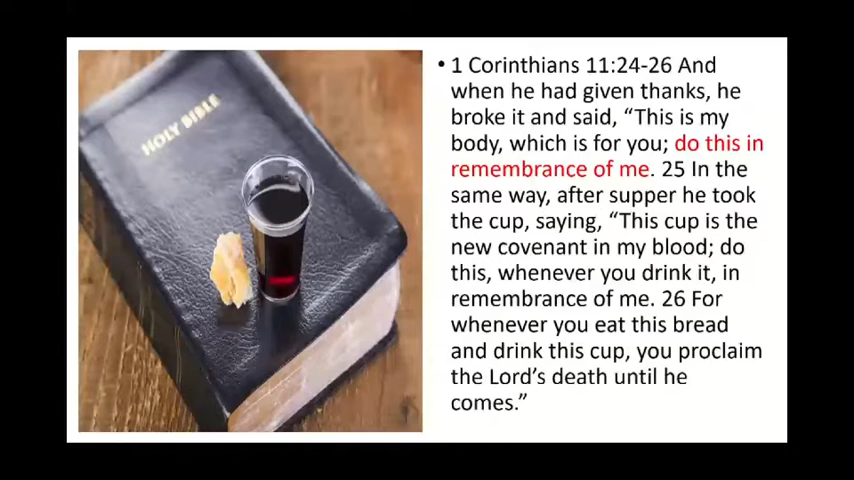 HOLY BIBLE
• 1 Corinthians 11:24-26 And
when he had given thanks, he
broke it and said, “This is my
body, which is for you; do this in
remembrance of me. 25 In the
same way, after supper he took
the cup, saying, “This cup is the
new covenant in my blood; do
this, whenever you drink it, in
remembrance of me. 26 For
whenever you eat this bread
and drink this cup, you proclaim
the Lord’s death until he
comes.”